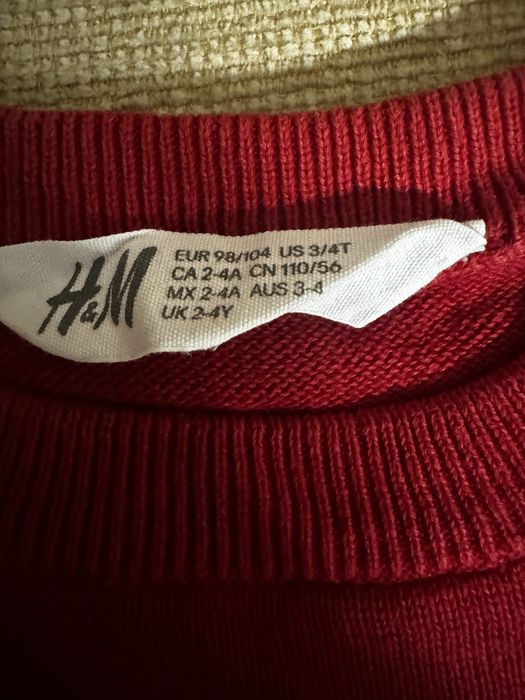 H&M
EUR 98/104 US 3/4T
CA 2-4A CN 110/56
MX 2-4A AUS 3-4
UK 2-4Y